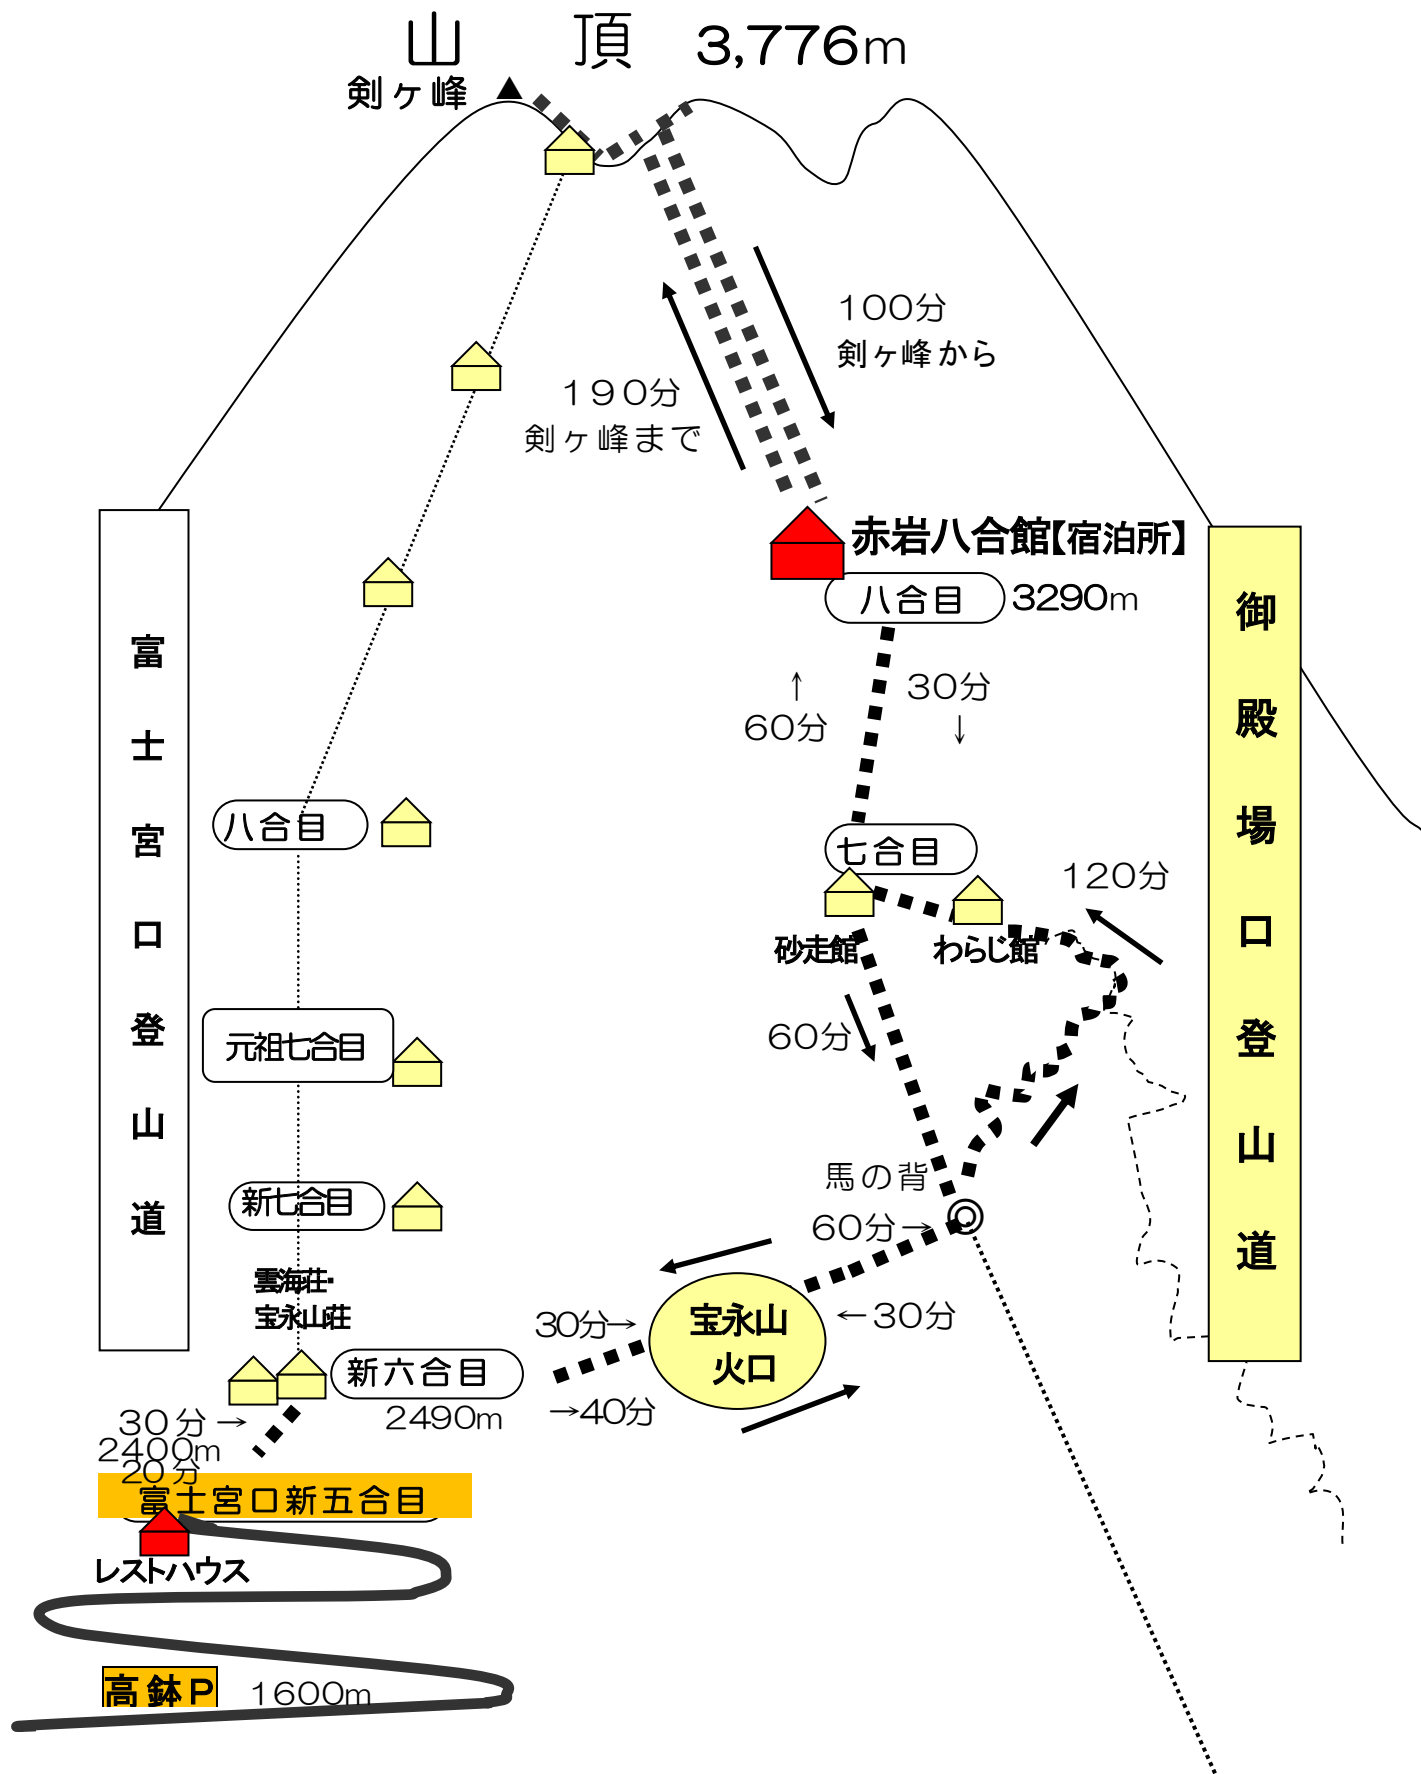 山　頂　3,776m
剣ヶ峰
100分
剣ヶ峰から
190分
剣ヶ峰まで
赤岩八合館【宿泊所】
八合目 3290m
富士宮口登山道
御殿場口登山道
↑
60分
30分
↓
八合目
七合目
120分
砂走館
わらじ館
元祖七合目
60分
馬の背
新七合目
60分→
雲海荘・
宝永山荘
30分→
宝永山
火口
←30分
新六合目
2490m
→40分
30分→
2400m
20分
富士宮口新五合目
レストハウス
高鉢P 1600m